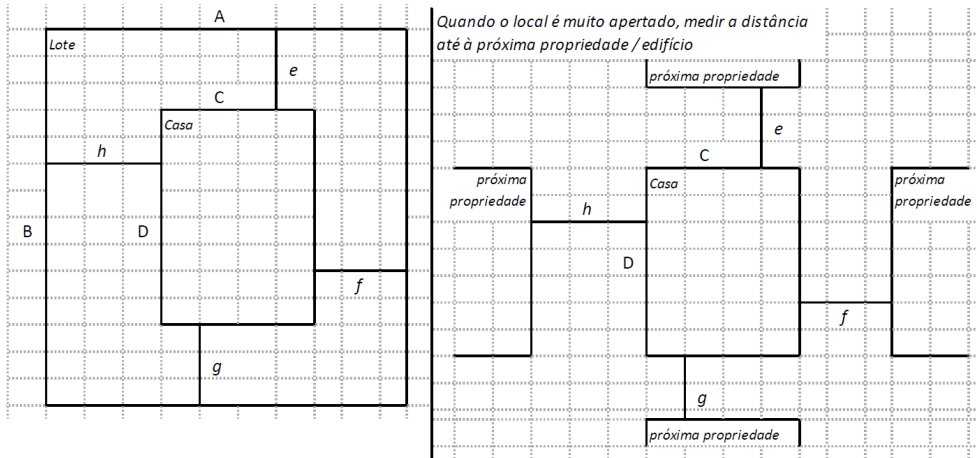 A
Lote
e
C
Casa
h
B
D
f
g
Quando o local é muito apertado, medir a distância
até à próxima propriedade / edifício
próxima propriedade
e
C
próxima
propriedade
Casa
próxima
propriedade
h
D
f
g
próxima propriedade